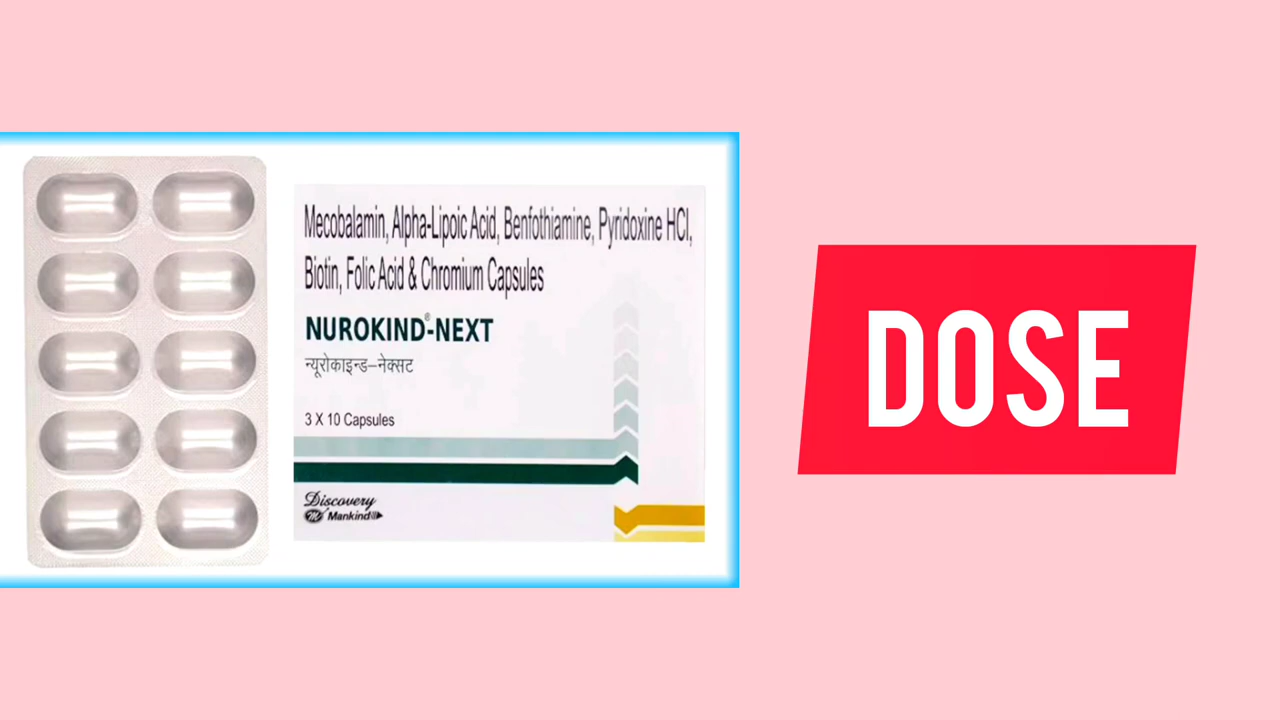 Mecobalamin, Alpha-Lipoic Acid, Benfothiamine, Pyridoxine HCl,
Biotin, Folic Acid & Chromium Capsules
NUROKIND®-NEXT
न्यूरोकाइन्ड–नेक्सट
3 X 10 Capsules
Discovery
M Mankind
DOSE